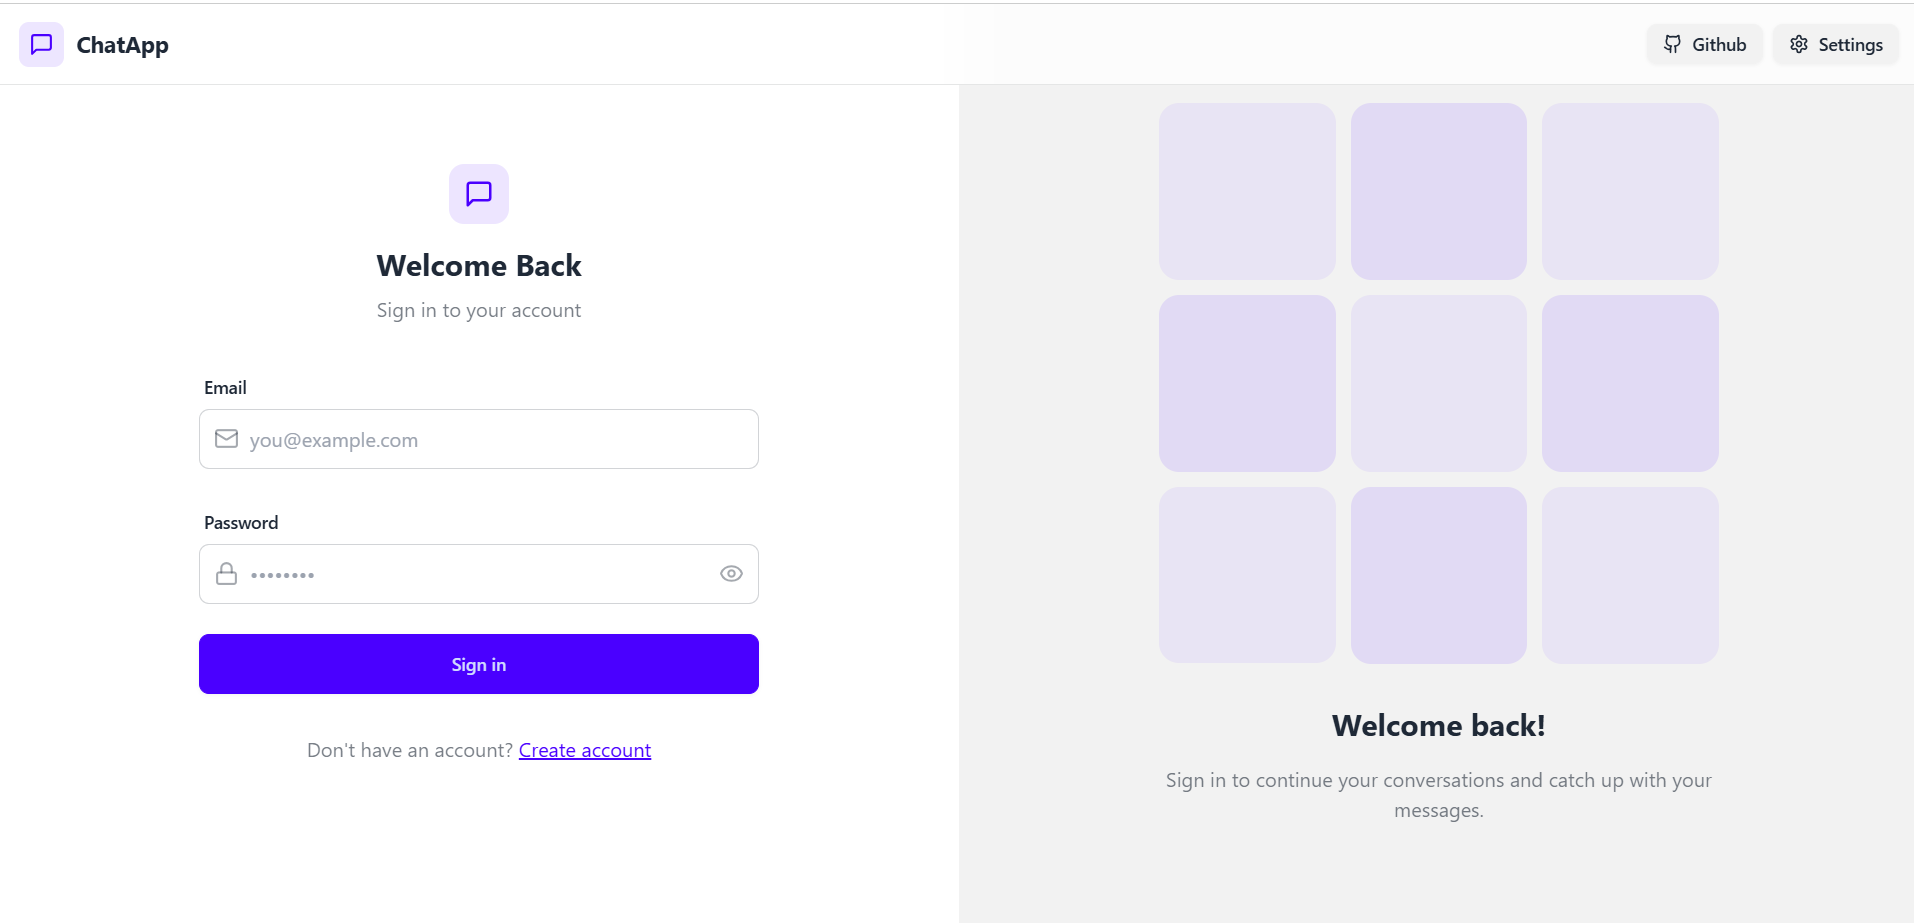 ChatApp
Github
Settings
Welcome Back
Sign in to your account
Email
you@example.com
Password
••••••••
Sign in
Don't have an account? Create account
Welcome back!
Sign in to continue your conversations and catch up with your
messages.